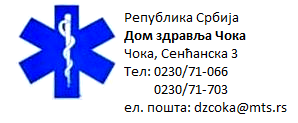 Република Србија
Дом здравља Чока
Чока, Сенћанска 3
Тел: 0230/71-066
0230/71-703
ел. пошта: dzcoka@mts.rs